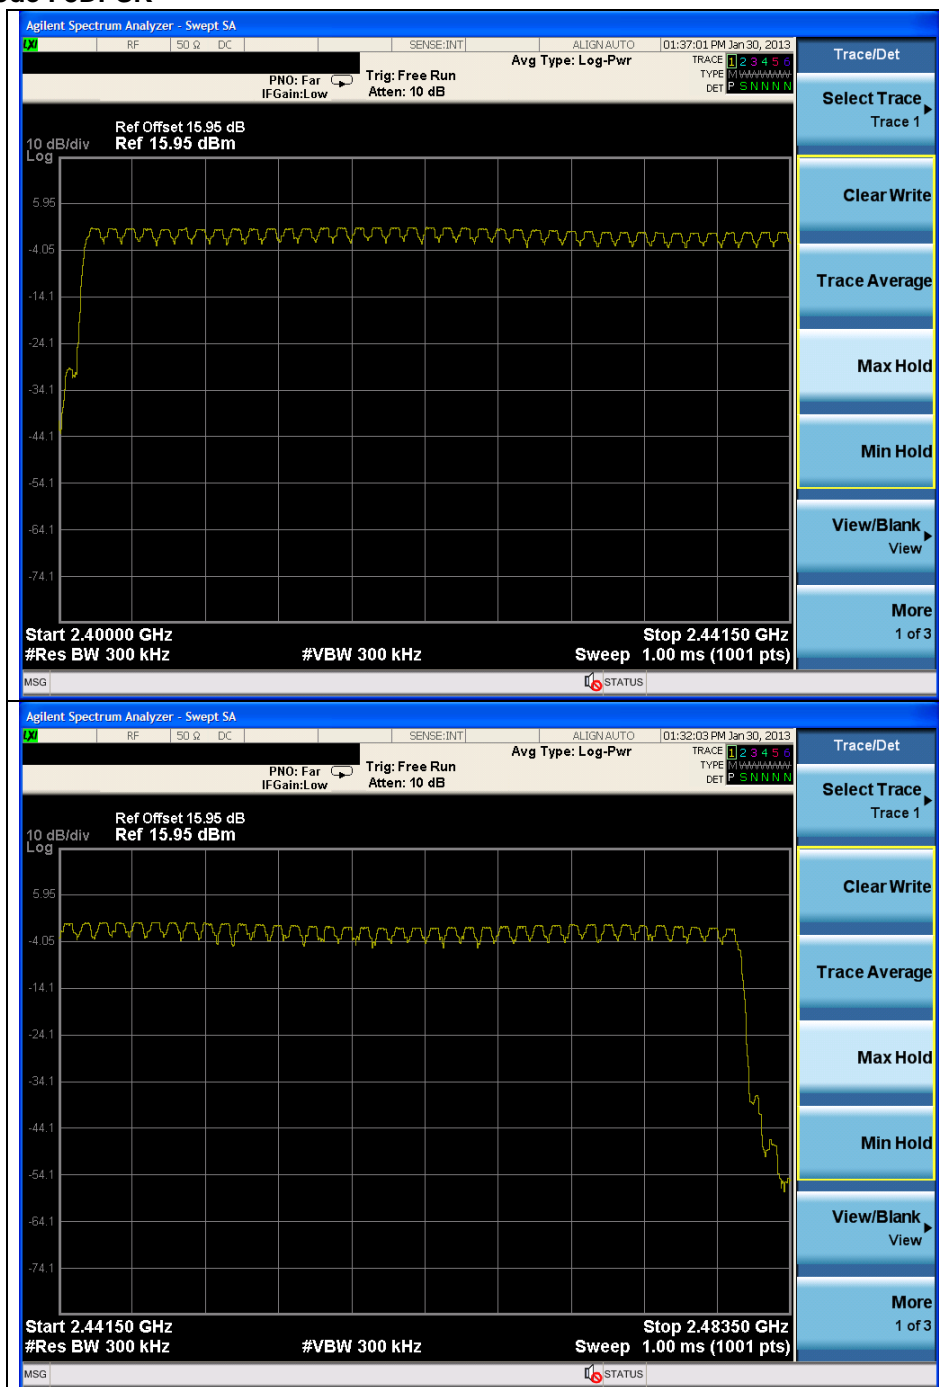 Agilent Spectrum Analyzer - Swept SA
LXI RF 50 Ω DC SENSE:INT ALIGN AUTO 01:37:01 PM Jan 30, 2013
Avg Type: Log-Pwr TRACE 1 2 3 4 5 6
PNO: Far Trig: Free Run TYPE M W W W W W
IFGain:Low Atten: 10 dB DET P S N N N N
Trace/Det
Select Trace
Trace 1
Ref Offset 15.95 dB
10 dB/div Ref 15.95 dBm
Log
5.95
-4.05
-14.1
-24.1
-34.1
-44.1
-54.1
-64.1
-74.1
Clear Write
Trace Average
Max Hold
Min Hold
View/Blank
View
More
1 of 3
Start 2.40000 GHz Stop 2.44150 GHz
#Res BW 300 kHz #VBW 300 kHz Sweep 1.00 ms (1001 pts)
MSG STATUS
Agilent Spectrum Analyzer - Swept SA
LXI RF 50 Ω DC SENSE:INT ALIGN AUTO 01:32:03 PM Jan 30, 2013
Avg Type: Log-Pwr TRACE 1 2 3 4 5 6
PNO: Far Trig: Free Run TYPE M W W W W W
IFGain:Low Atten: 10 dB DET P S N N N N
Trace/Det
Select Trace
Trace 1
Ref Offset 15.95 dB
10 dB/div Ref 15.95 dBm
Log
5.95
-4.05
-14.1
-24.1
-34.1
-44.1
-54.1
-64.1
-74.1
Clear Write
Trace Average
Max Hold
Min Hold
View/Blank
View
More
1 of 3
Start 2.44150 GHz Stop 2.48350 GHz
#Res BW 300 kHz #VBW 300 kHz Sweep 1.00 ms (1001 pts)
MSG STATUS